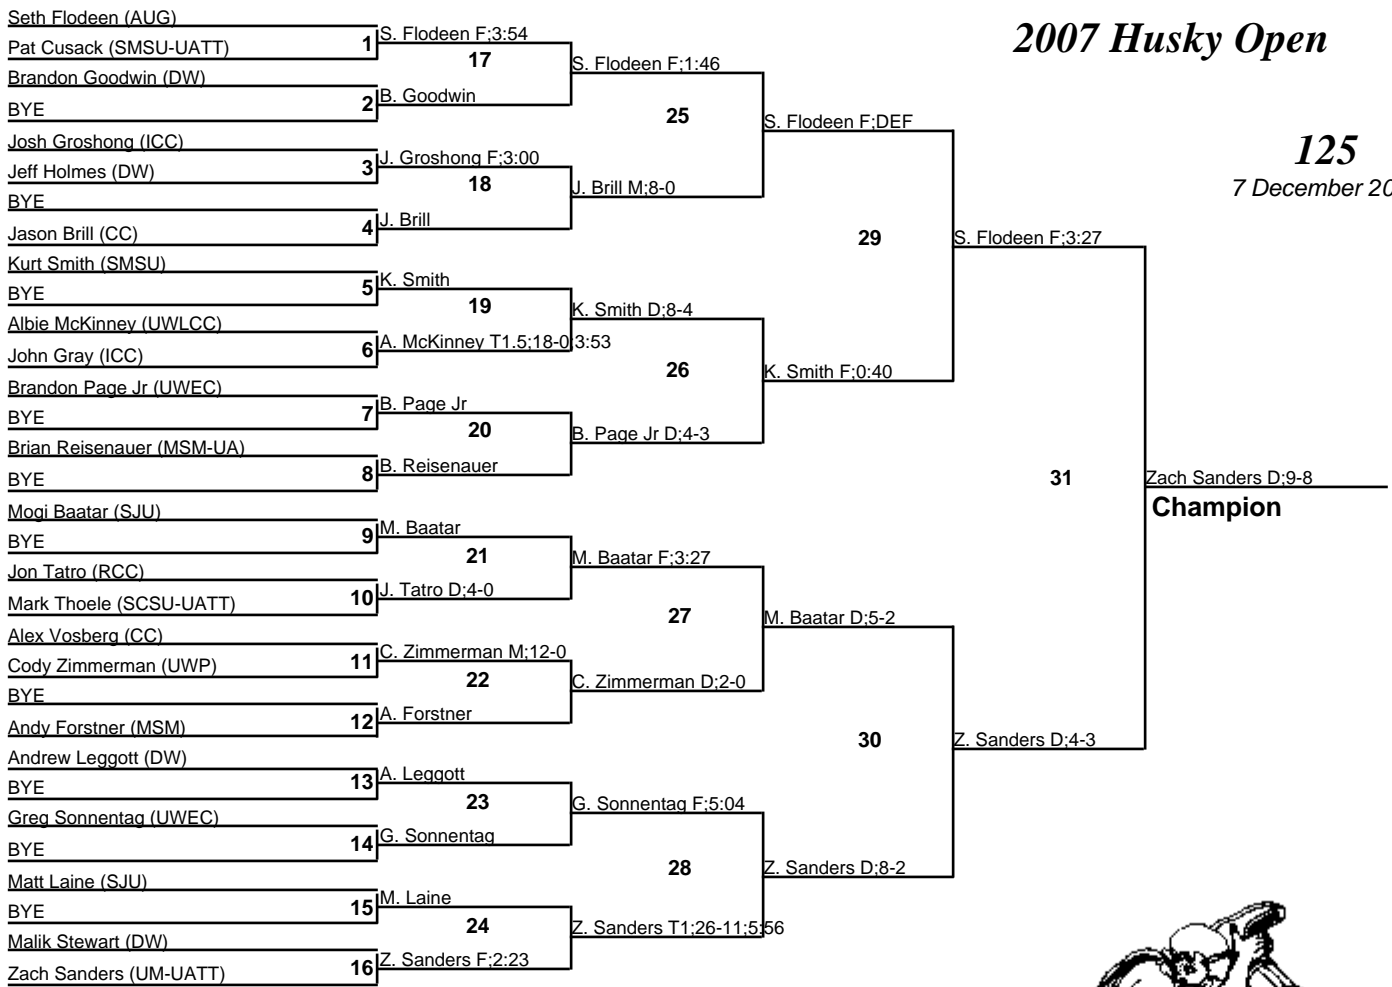 2007 Husky Open
125
7 December 20
Seth Flodeen (AUG)
Pat Cusack (SMSU-UATT)
Brandon Goodwin (DW)
BYE
Josh Groshong (ICC)
Jeff Holmes (DW)
BYE
Jason Brill (CC)
Kurt Smith (SMSU)
BYE
Albie McKinney (UWLCC)
John Gray (ICC)
Brandon Page Jr (UWEC)
BYE
Brian Reisenauer (MSM-UA)
BYE
Mogi Baatar (SJU)
BYE
Jon Tatro (RCC)
Mark Thoele (SCSU-UATT)
Alex Vosberg (CC)
Cody Zimmerman (UWP)
BYE
Andy Forstner (MSM)
Andrew Leggott (DW)
BYE
Greg Sonnentag (UWEC)
BYE
Matt Laine (SJU)
BYE
Malik Stewart (DW)
Zach Sanders (UM-UATT)
1 S. Flodeen F;3:54
17
2 B. Goodwin
3 J. Groshong F;3:00
18
4 J. Brill
5 K. Smith
19
6 A. McKinney T1.5;18-0;3:53
7 B. Page Jr
20
8 B. Reisenauer
9 M. Baatar
21
10 J. Tatro D;4-0
11 C. Zimmerman M;12-0
22
12 A. Forstner
13 A. Leggott
23
14 G. Sonnentag
15 M. Laine
24
16 Z. Sanders F;2:23
S. Flodeen F;1:46
25
J. Brill M;8-0
K. Smith D;8-4
26
B. Page Jr D;4-3
M. Baatar F;3:27
27
C. Zimmerman D;2-0
G. Sonnentag F;5:04
28
Z. Sanders T1;26-11;5:56
S. Flodeen F;DEF
29
K. Smith F;0:40
M. Baatar D;5-2
30
Z. Sanders D;8-2
S. Flodeen F;3:27
31
Z. Sanders D;4-3
Zach Sanders D;9-8
Champion